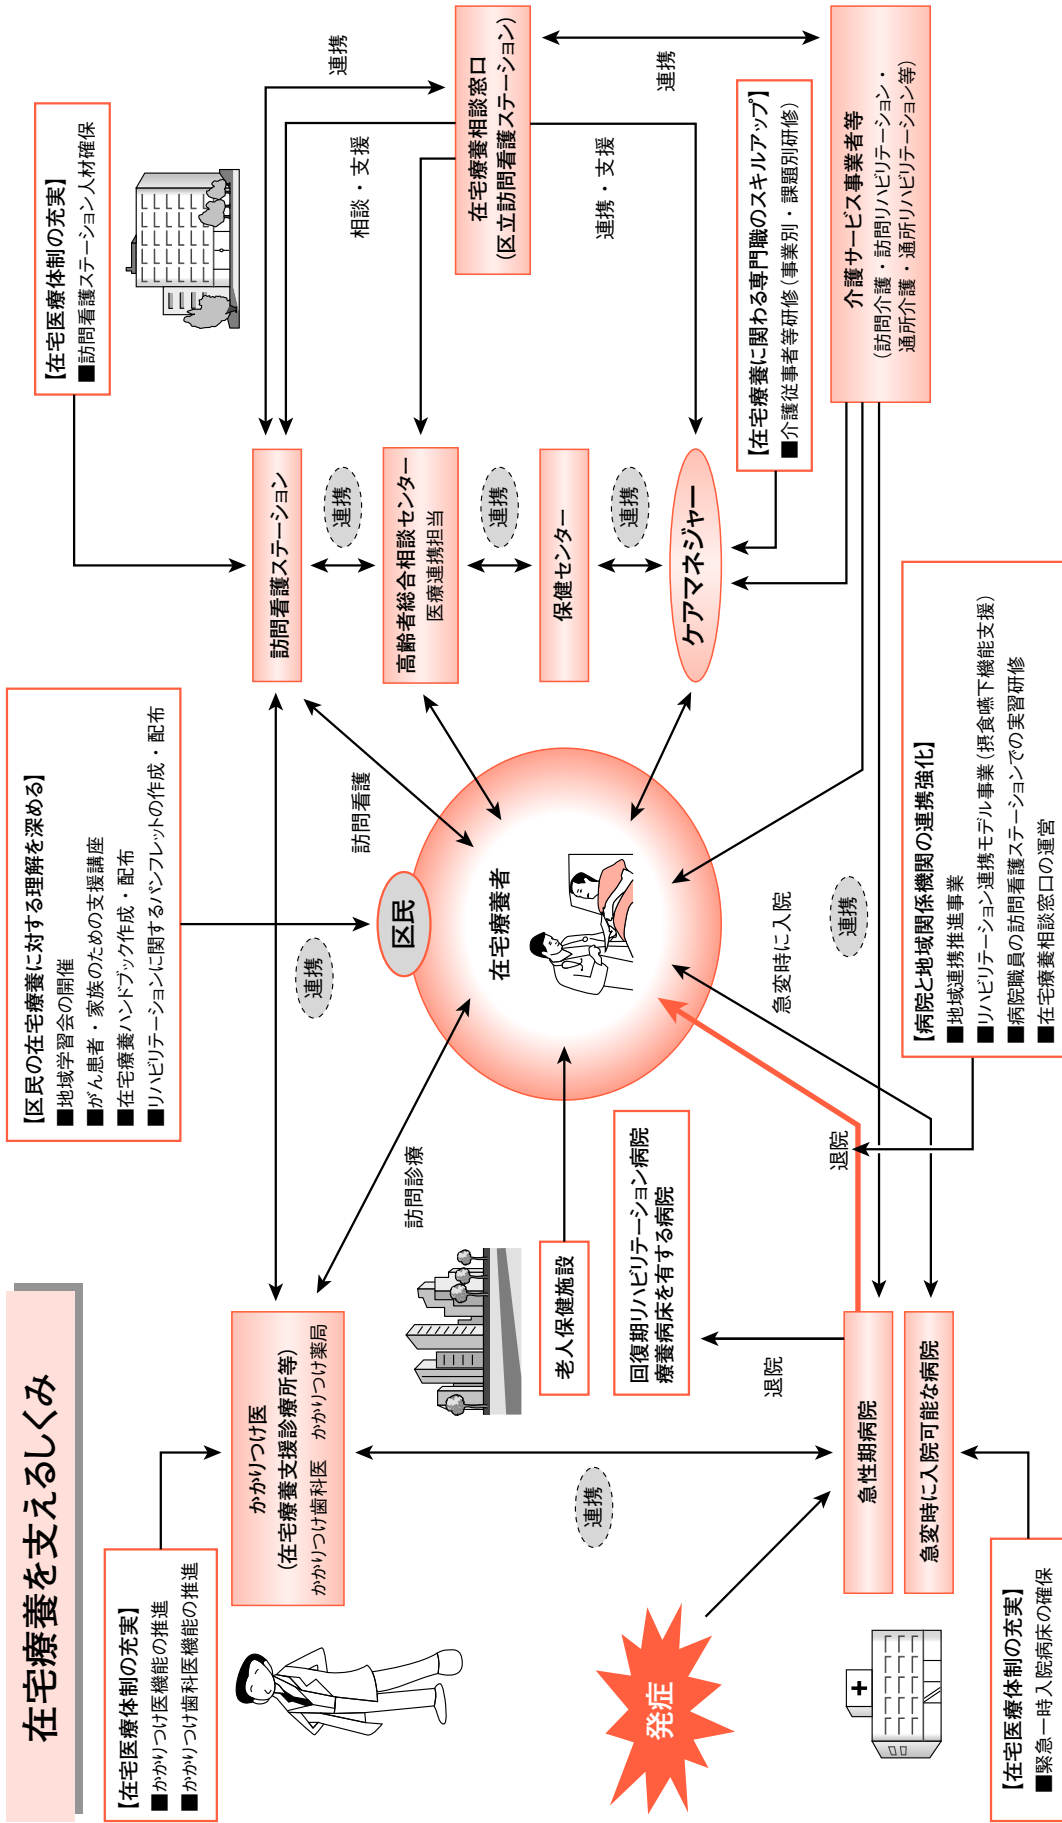 在宅療養を支えるしくみ
【在宅医療体制の充実】
■かかりつけ医機能の推進
■かかりつけ歯科医機能の推進
かかりつけ医
(在宅療養支援診療所等)
かかりつけ歯科医 かかりつけ薬局
【区民の在宅療養に対する理解を深める】
■地域学習会の開催
■がん患者・家族のための支援講座
■在宅療養ハンドブック作成・配布
■リハビリテーションに関するパンフレットの作成・配布
【在宅医療体制の充実】
■訪問看護ステーション人材確保
連携
訪問診療
訪問看護
区民
在宅療養者
訪問看護ステーション
連携
高齢者総合相談センター
医療連携担当
連携
保健センター
連携
ケアマネジャー
連携
相談・支援
連携・支援
在宅療養相談窓口
(区立訪問看護ステーション)
連携
発症
連携
老人保健施設
回復期リハビリテーション病院
療養病床を有する病院
退院
退院
急変時に入院
連携
急性期病院
急変時に入院可能な病院
【在宅医療体制の充実】
■緊急一時入院病床の確保
【病院と地域関係機関の連携強化】
■地域連携推進事業
■リハビリテーション連携モデル事業(摂食嚥下機能支援)
■病院職員の訪問看護ステーションでの実習研修
■在宅療養相談窓口の運営
【在宅療養に関わる専門職のスキルアップ】
■介護従事者等研修(事業別・課題別研修)
介護サービス事業者等
(訪問介護・訪問リハビリテーション・
通所介護・通所リハビリテーション等)